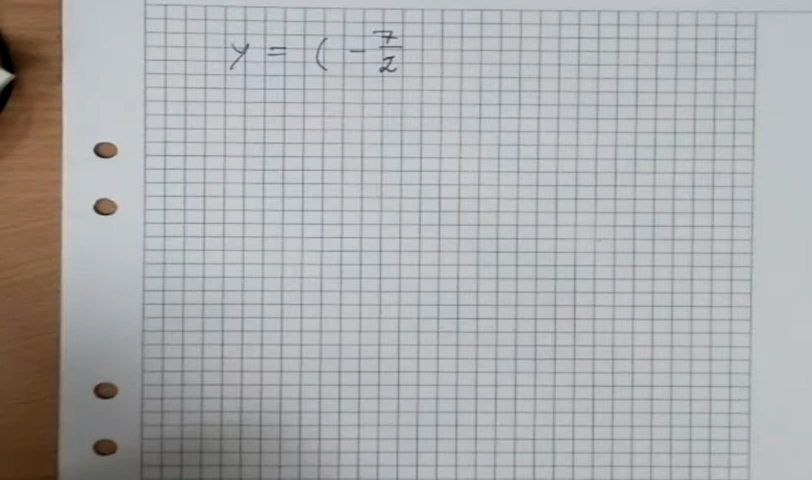 y = ( - 7/2